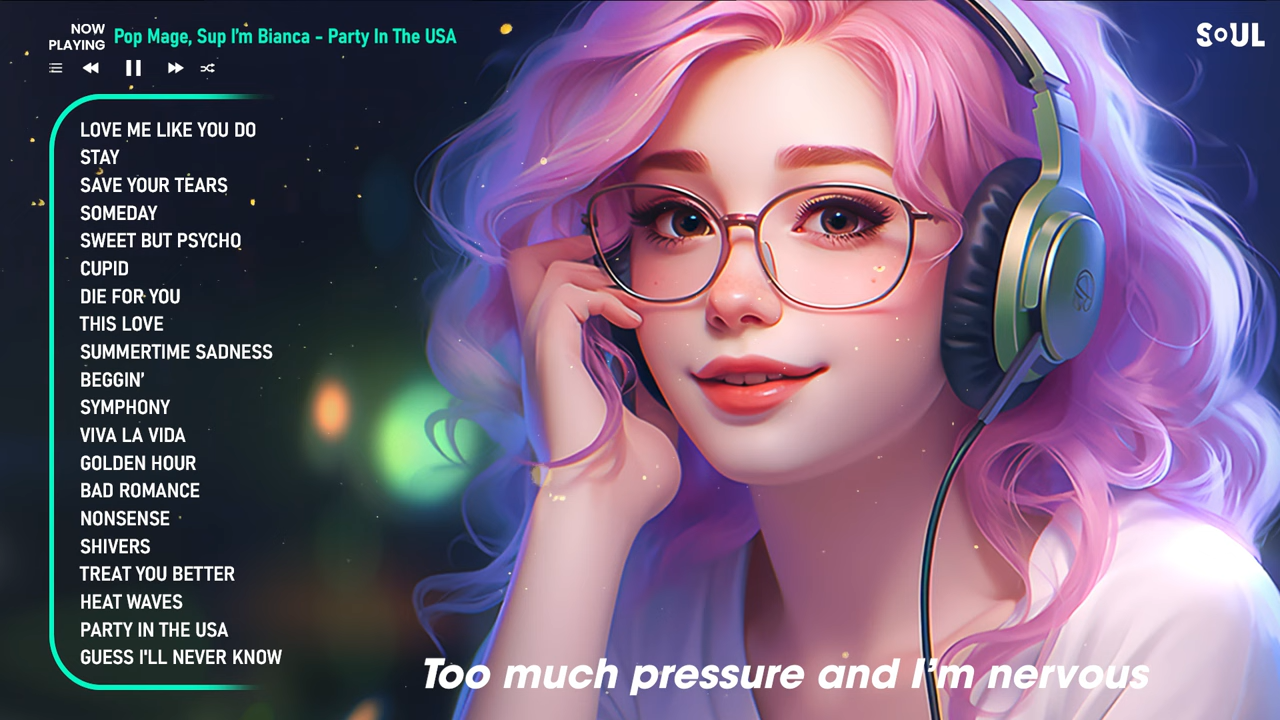 NOW
PLAYING
Pop Mage, Sup I'm Bianca - Party In The USA
SOUL
LOVE ME LIKE YOU DO
STAY
SAVE YOUR TEARS
SOMEDAY
SWEET BUT PSYCHO
CUPID
DIE FOR YOU
THIS LOVE
SUMMERTIME SADNESS
BEGGIN'
SYMPHONY
VIVA LA VIDA
GOLDEN HOUR
BAD ROMANCE
NONSENSE
SHIVERS
TREAT YOU BETTER
HEAT WAVES
PARTY IN THE USA
GUESS I'LL NEVER KNOW
Too much pressure and I'm nervous